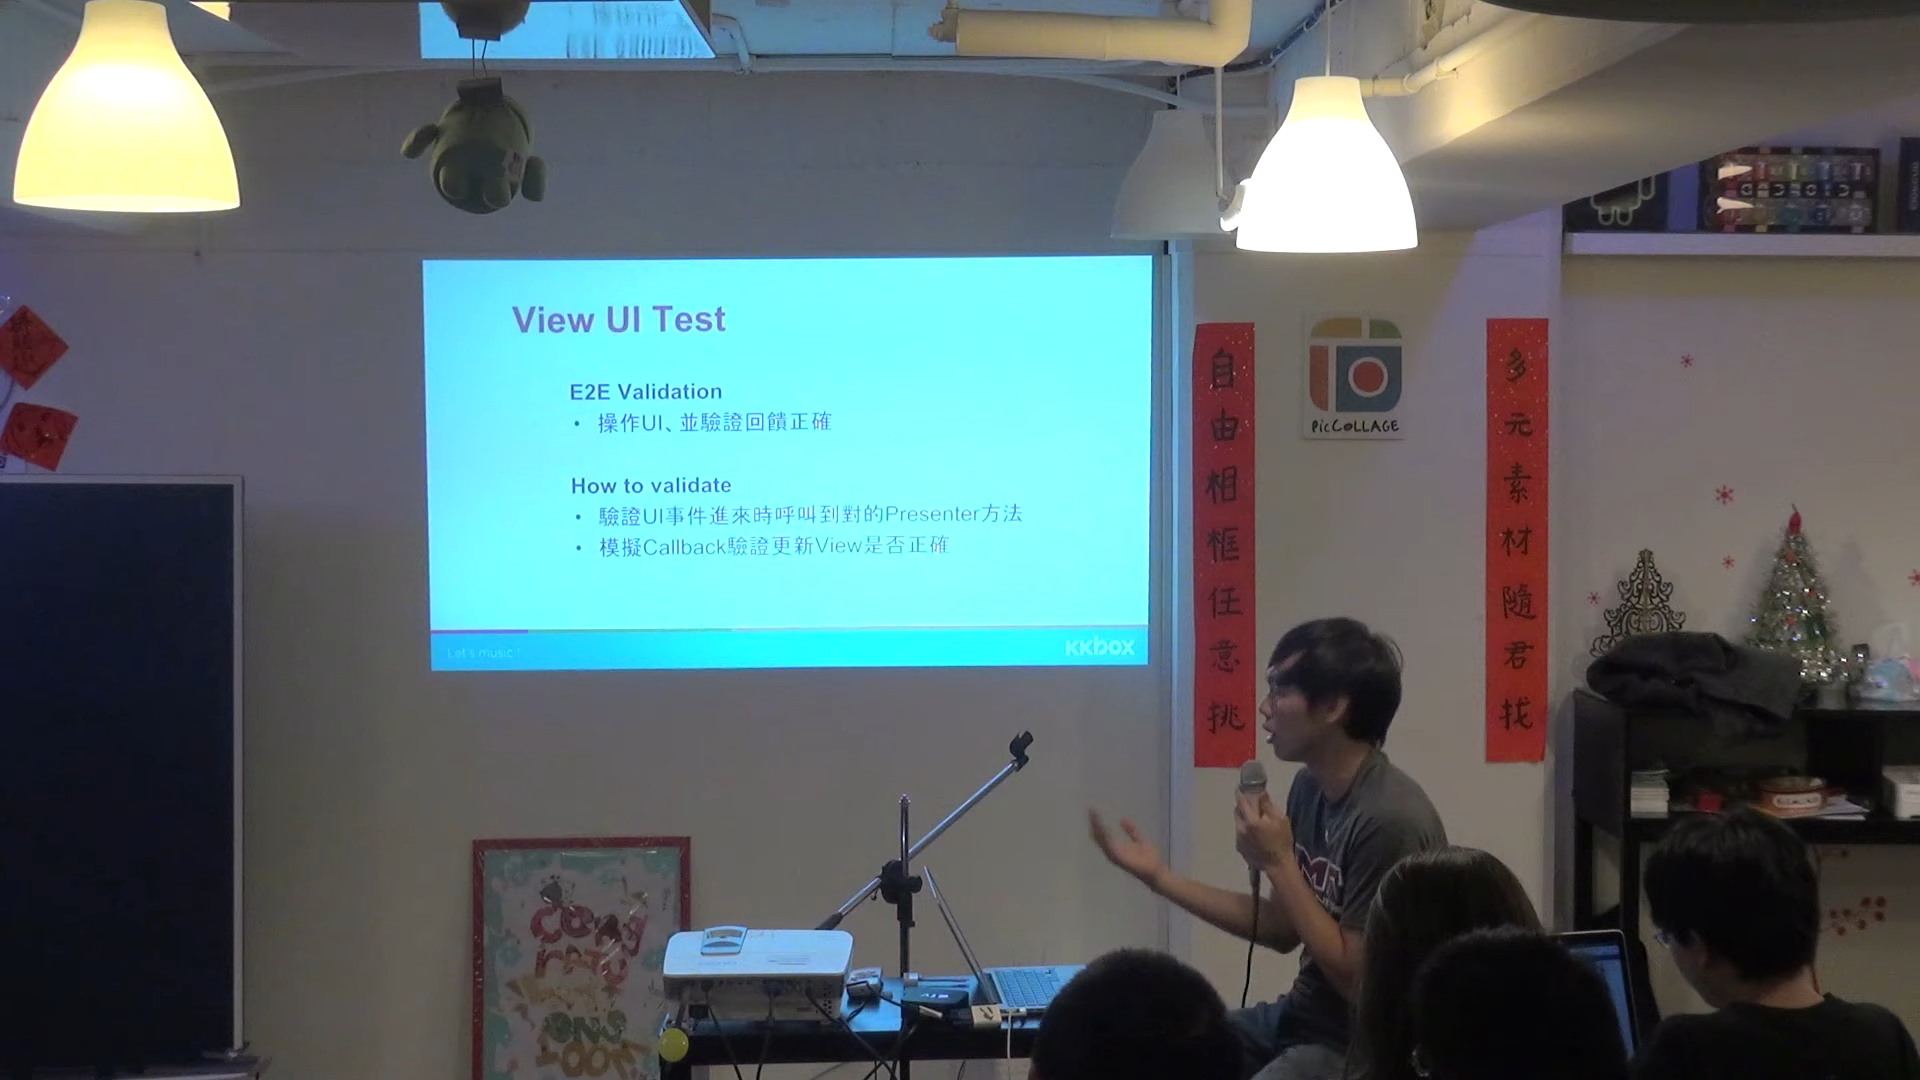 View UI Test
E2E Validation
• 操作UI、並驗證回饋正確
How to validate
• 驗證UI事件進來時呼叫到對的Presenter方法
• 模擬Callback驗證更新View是否正確
Let's music !
KKBOX
自由相框任意挑
PicCOLLAGE
多元素材隨君找
CONG
RATU
ONS